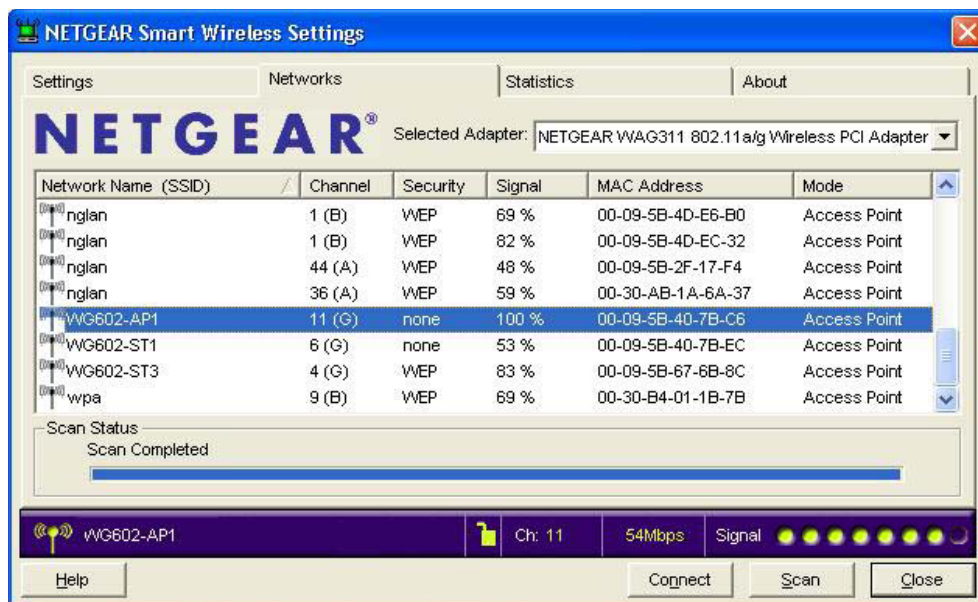 NETGEAR Smart Wireless Settings
Settings Networks Statistics About
NETGEAR® Selected Adapter: NETGEAR WAG311 802.11a/g Wireless PCI Adapter
Network Name (SSID) Channel Security Signal MAC Address Mode
nglan 1 (B) WEP 69 % 00-09-5B-4D-E6-B0 Access Point
nglan 1 (B) WEP 82 % 00-09-5B-4D-EC-32 Access Point
nglan 44 (A) WEP 48 % 00-09-5B-2F-17-F4 Access Point
nglan 36 (A) WEP 59 % 00-30-AB-1A-6A-37 Access Point
WG602-AP1 11 (G) none 100 % 00-09-5B-40-7B-C6 Access Point
WG602-ST1 6 (G) none 53 % 00-09-5B-40-7B-EC Access Point
WG602-ST3 4 (G) WEP 83 % 00-09-5B-67-6B-8C Access Point
wpa 9 (B) WEP 69 % 00-30-B4-01-1B-7B Access Point
Scan Status
Scan Completed
WG602-AP1 Ch: 11 54Mbps Signal
Help Connect Scan Close